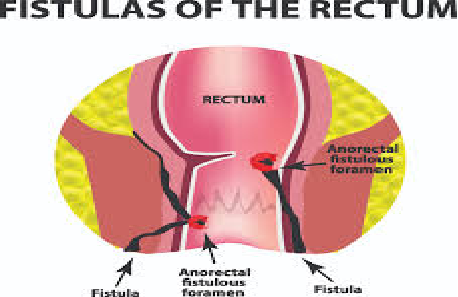 FISTULAS OF THE RECTUM
RECTUM
Anorectal
fistulous
foramen
Anorectal
fistulous
foramen
Fistula
Fistula